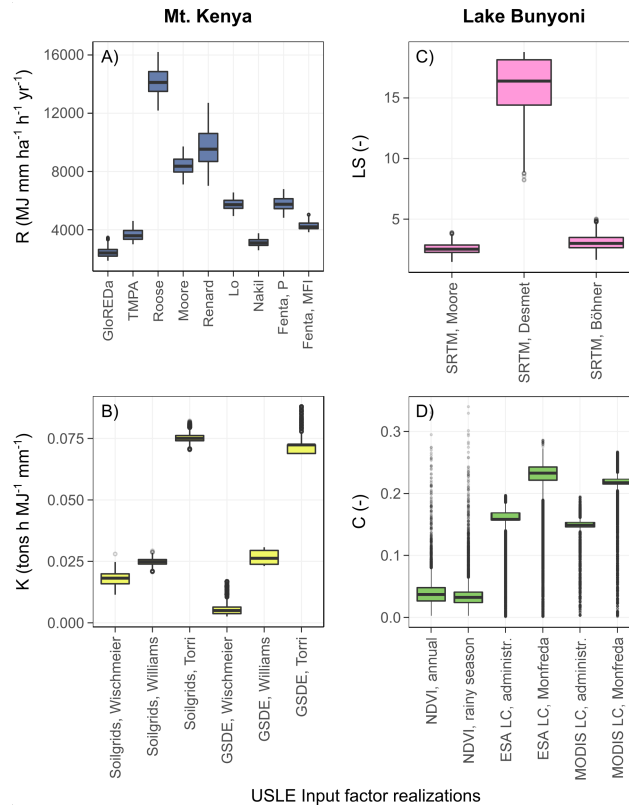 Mt. Kenya
Lake Bunyoni
A)
R (MJ mm ha⁻¹ h⁻¹ yr⁻¹)
16000
12000
8000
4000
GloREDa
TMPA
Roose
Moore
Renard
Lo
Nakil
Fenta, P
Fenta, MFI
C)
LS (-)
15
10
5
SRTM, Moore
SRTM, Desmet
SRTM, Böhner
B)
K (tons h MJ⁻¹ mm⁻¹)
0.075
0.050
0.025
0.000
Soilgrids, Wischmeier
Soilgrids, Williams
Soilgrids, Torri
GSDE, Wischmeier
GSDE, Williams
GSDE, Torri
D)
C (-)
0.3
0.2
0.1
0.0
NDVI, annual
NDVI, rainy season
ESA LC, administr.
ESA LC, Monfreda
MODIS LC, administr.
MODIS LC, Monfreda
USLE Input factor realizations